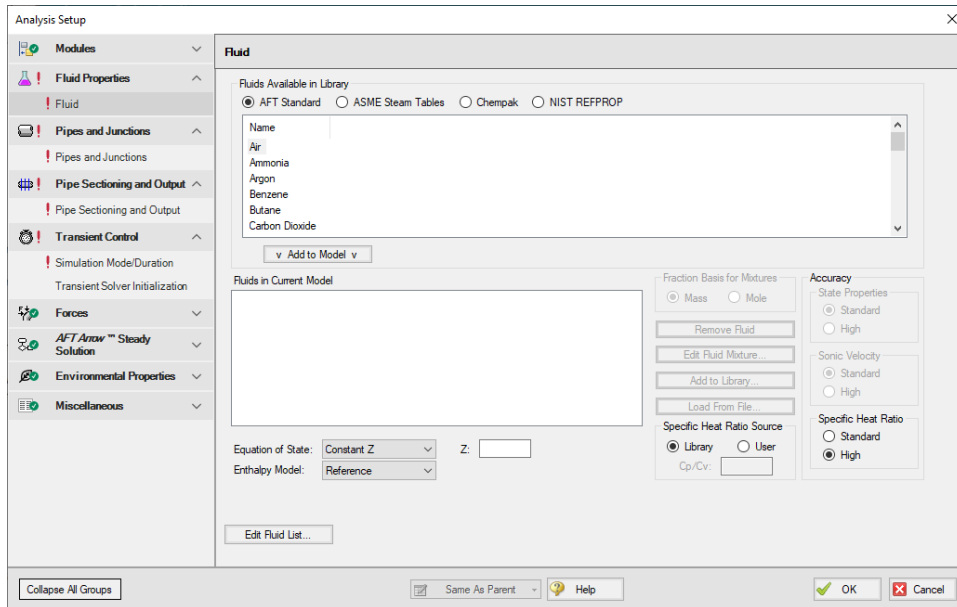 Analysis Setup
Modules
Fluid Properties
Fluid
Pipes and Junctions
Pipes and Junctions
Pipe Sectioning and Output
Pipe Sectioning and Output
Transient Control
Simulation Mode/Duration
Transient Solver Initialization
Forces
AFT Arrow ™ Steady
Solution
Environmental Properties
Miscellaneous
Collapse All Groups
Fluid
Fluids Available in Library
AFT Standard ASME Steam Tables Chempak NIST REFPROP
Name
Air
Ammonia
Argon
Benzene
Butane
Carbon Dioxide
v Add to Model v
Fluids in Current Model
Fraction Basis for Mixtures
Mass Mole
Remove Fluid
Edit Fluid Mixture...
Add to Library...
Load From File...
Specific Heat Ratio Source
Library User
Cp/Cv:
Accuracy
State Properties
Standard
High
Sonic Velocity
Standard
High
Specific Heat Ratio
Standard
High
Equation of State: Constant Z Z:
Enthalpy Model: Reference
Edit Fluid List...
Same As Parent Help OK Cancel